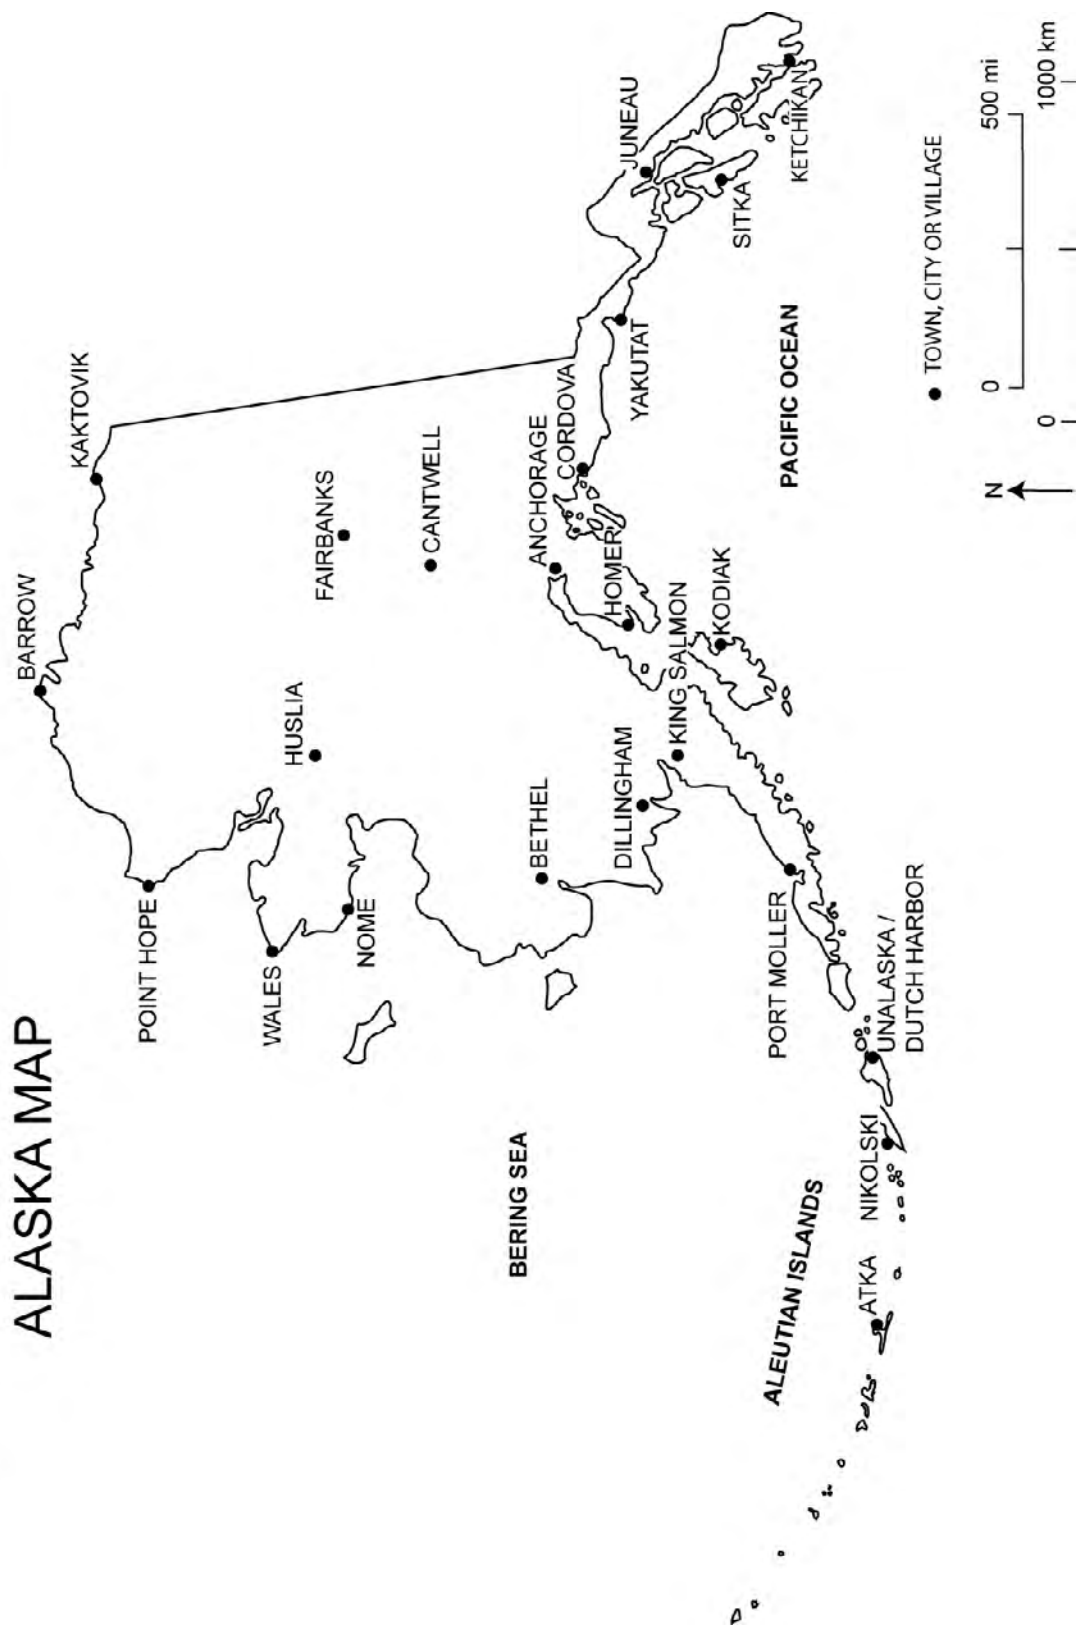 ALASKA MAP
BARROW
KAKTOVIK
POINT HOPE
WALES
HUSLIA
FAIRBANKS
NOME
CANTWELL
BERING SEA
BETHEL
ANCHORAGE
CORDOVA
HOMER
DILLINGHAM
KING SALMON
KODIAK
YAKUTAT
JUNEAU
SITKA
KETCHIKAN
PACIFIC OCEAN
PORT MOLLER
ALEUTIAN ISLANDS
ATKA
NIKOLSKI
UNALASKA /
DUTCH HARBOR
TOWN, CITY OR VILLAGE
N
0 500 mi
0 1000 km